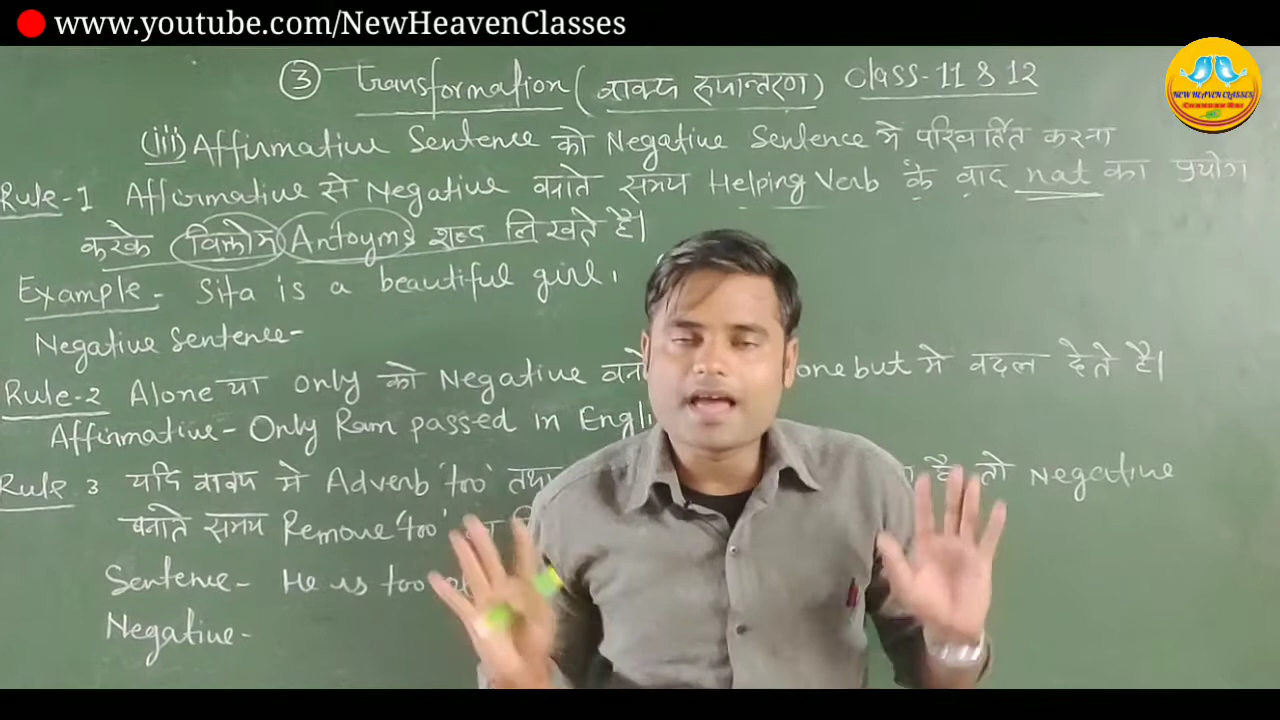 www.youtube.com/NewHeavenClasses
NEW HEAVEN CLASSES
③ Transformation (वाक्य रूपान्तरण) Class-11 & 12
(iii) Affirmative Sentence को Negative Sentence मे परिवर्तित करना
Rule-1 Affirmative से Negative बनाते समय Helping Verb के बाद not का प्रयोग
करके विलोम Antoyms शब्द लिखते है।
Example- Sita is a beautiful girl.
Negative Sentence-
Rule-2 Alone या only को Negative one but मे बदल देते है।
Affirmative- Only Ram passed in Engli
Rule 3 यदि वाक्य मे Adverb 'too' तथा है तो Negative
बनाते समय Remove 'too'
Sentence- He is too
Negative-